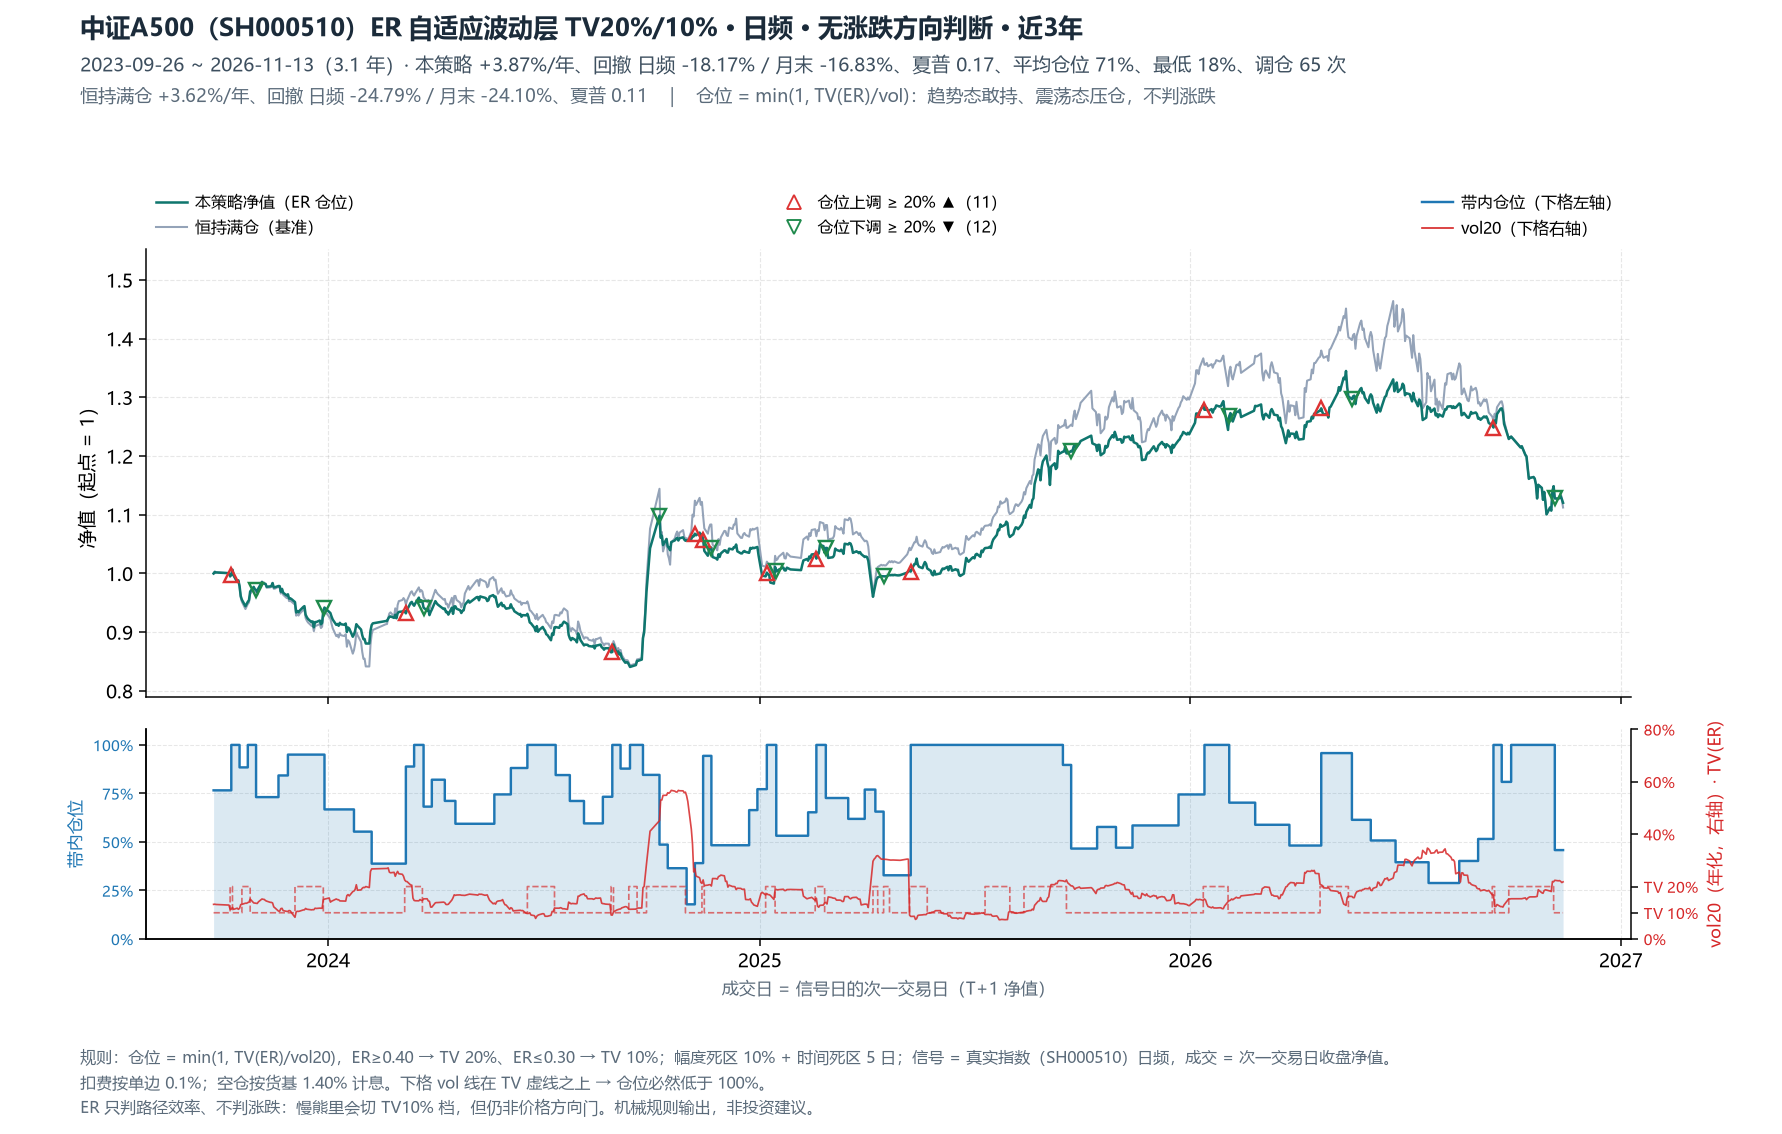 中证A500（SH000510）ER 自适应波动层 TV20%/10% • 日频 • 无涨跌方向判断 • 近3年
2023-09-26 ~ 2026-11-13（3.1 年）· 本策略 +3.87%/年、回撤 日频 -18.17% / 月末 -16.83%、夏普 0.17、平均仓位 71%、最低 18%、调仓 65 次
恒持满仓 +3.62%/年、回撤 日频 -24.79% / 月末 -24.10%、夏普 0.11 | 仓位 = min(1, TV(ER)/vol)：趋势态敢持、震荡态压仓，不判涨跌
本策略净值（ER 仓位）
恒持满仓（基准）
仓位上调 ≥ 20% ▲（11）
仓位下调 ≥ 20% ▼（12）
带内仓位（下格左轴）
vol20（下格右轴）
净值（起点 = 1）
1.5
1.4
1.3
1.2
1.1
1.0
0.9
0.8
带内仓位
100%
75%
50%
25%
0%
80%
60%
40%
TV 20%
TV 10%
0%
vol20（年化，右轴）· TV(ER)
2024
2025
2026
2027
成交日 = 信号日的次一交易日（T+1 净值）
规则：仓位 = min(1, TV(ER)/vol20)，ER≥0.40 → TV 20%、ER≤0.30 → TV 10%；幅度死区 10% + 时间死区 5 日；信号 = 真实指数（SH000510）日频，成交 = 次一交易日收盘净值。
扣费按单边 0.1%；空仓按货基 1.40% 计息。下格 vol 线在 TV 虚线之上 → 仓位必然低于 100%。
ER 只判路径效率、不判涨跌：慢熊里会切 TV10% 档，但仍非价格方向门。机械规则输出，非投资建议。